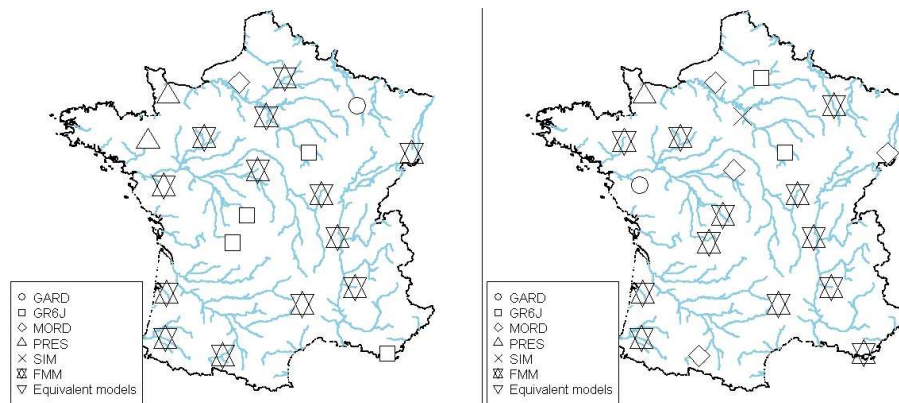 GARD
GR6J
MORD
PRES
SIM
FMM
Equivalent models
GARD
GR6J
MORD
PRES
SIM
FMM
Equivalent models